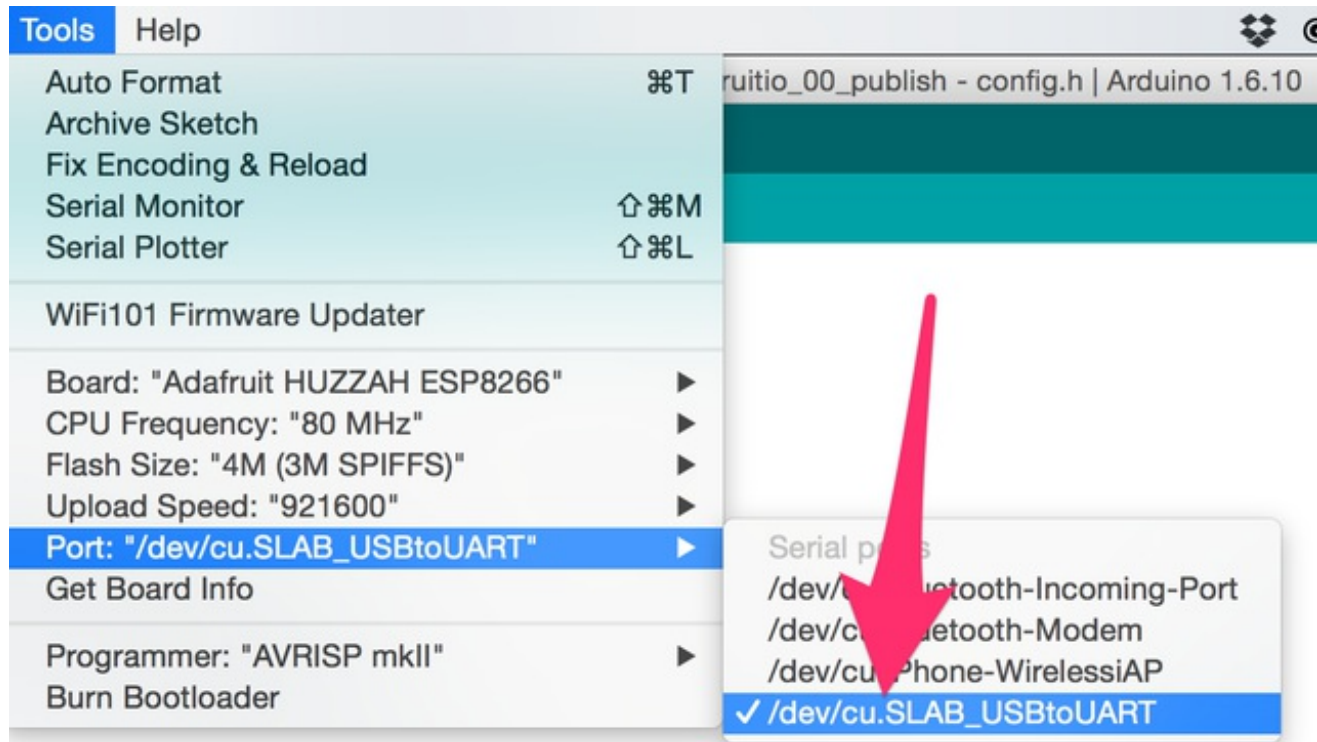 Tools Help
ruitio_00_publish - config.h | Arduino 1.6.10
Auto Format ⌘T
Archive Sketch
Fix Encoding & Reload
Serial Monitor ⇧⌘M
Serial Plotter ⇧⌘L
WiFi101 Firmware Updater
Board: "Adafruit HUZZAH ESP8266"
CPU Frequency: "80 MHz"
Flash Size: "4M (3M SPIFFS)"
Upload Speed: "921600"
Port: "/dev/cu.SLAB_USBtoUART"
Get Board Info
Programmer: "AVRISP mkII"
Burn Bootloader
Serial
/dev/ etooth-Incoming-Port
/dev/c etooth-Modem
/dev/cu Phone-WirelessiAP
✓ /dev/cu.SLAB_USBtoUART